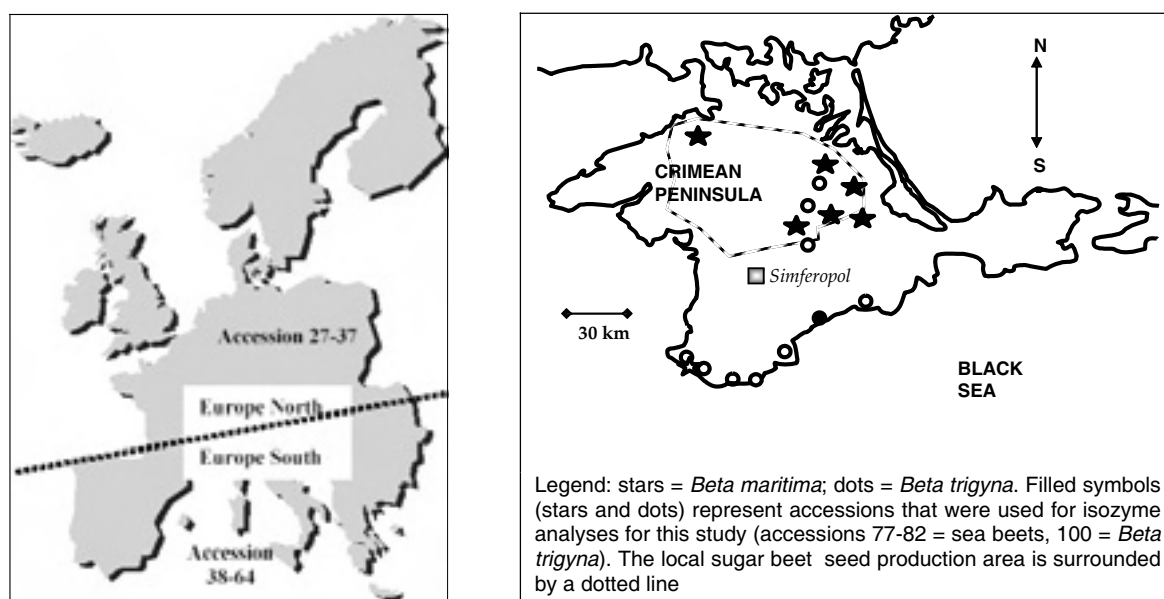 Accession 27-37
Europe North
Europe South
Accession
38-64
N
S
CRIMEAN
PENINSULA
Simferopol
30 km
BLACK
SEA
Legend: stars = Beta maritima; dots = Beta trigyna. Filled symbols
(stars and dots) represent accessions that were used for isozyme
analyses for this study (accessions 77-82 = sea beets, 100 = Beta
trigyna). The local sugar beet seed production area is surrounded
by a dotted line